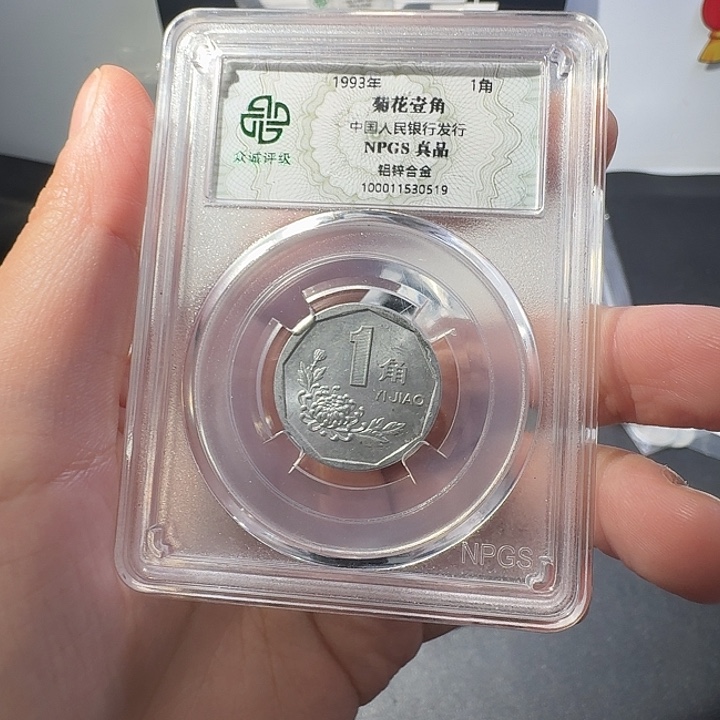 1993年 1角
菊花壹角
中国人民银行发行
NPGS 真品
铝锌合金
100011530519
众诚评级
1角
YI JIAO
NPGS